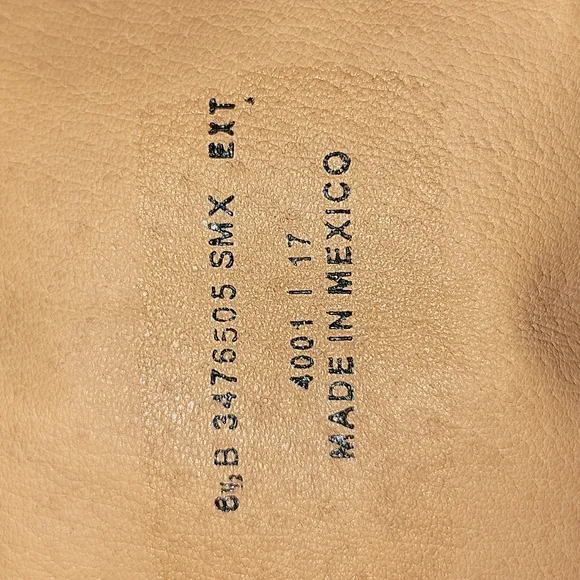 8½ B 3476505 SMX EXT.
4001 1 17
MADE IN MEXICO